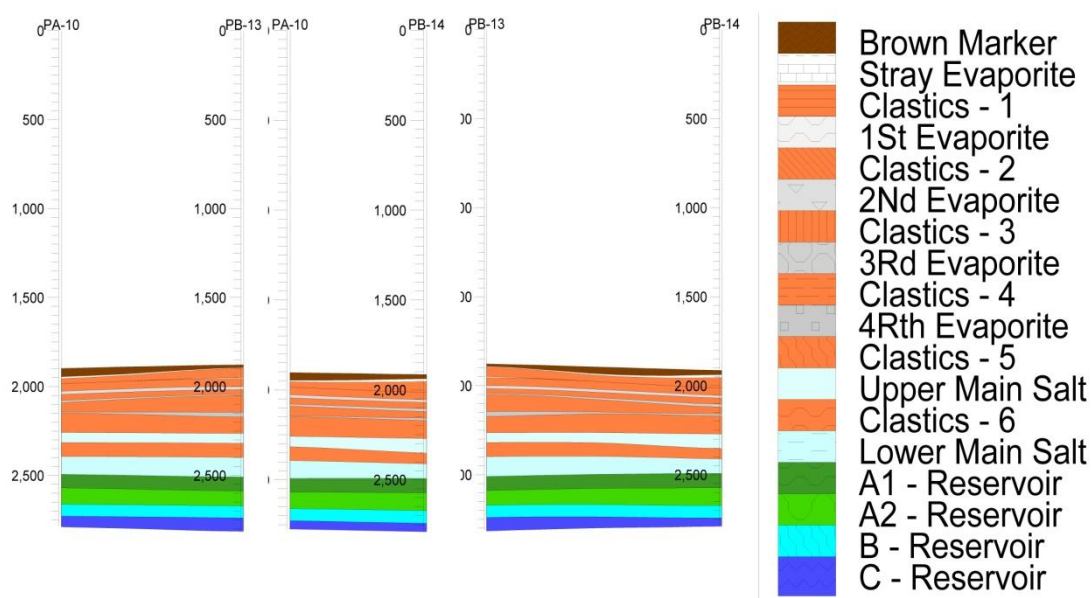 PA-10 PB-13 PA-10 PB-14 PB-13 PB-14
0 0 0 0 0
500 500 500 500
1,000 1,000 1,000 1,000
1,500 1,500 1,500 1,500
2,000 2,000 2,000 2,000
2,500 2,500 2,500 2,500
Brown Marker
Stray Evaporite
Clastics - 1
1St Evaporite
Clastics - 2
2Nd Evaporite
Clastics - 3
3Rd Evaporite
Clastics - 4
4Rth Evaporite
Clastics - 5
Upper Main Salt
Clastics - 6
Lower Main Salt
A1 - Reservoir
A2 - Reservoir
B - Reservoir
C - Reservoir